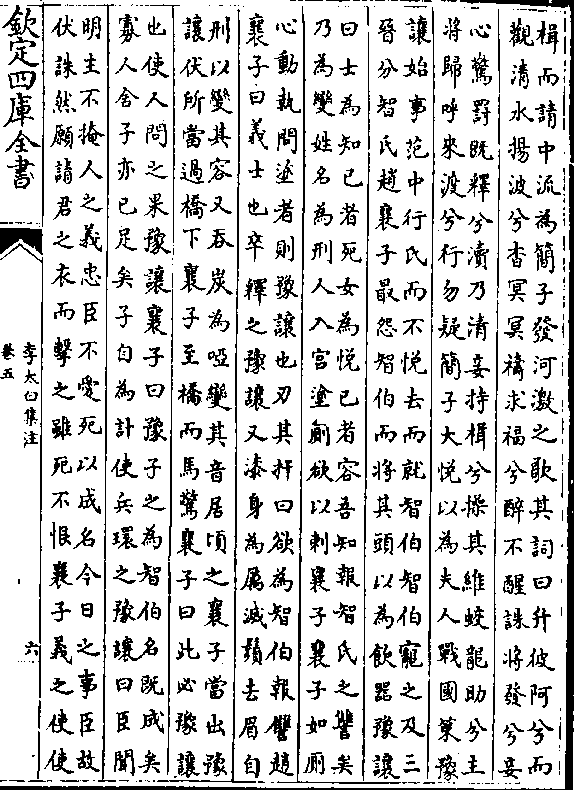 楫而請中流為簡子發河激之歌其詞曰升彼阿兮而
觀清水揚波兮杳冥冥禱求福兮醉不醒誅將發兮妾
心驚罰既釋兮瀆乃清妾持楫兮操其維蛟龍助兮主
將歸呼來渡兮行勿疑簡子大悦以為夫人戰國策豫
讓始事范中行氏而不悦去而就智伯智伯寵之及三
晉分智氏趙襄子最怨智伯而將其頭以為飲器豫讓
曰士為知已者死女為悦已者容吾知報智氏之讐矣
乃為變姓名為刑人入宫塗厠欲以刺襄子襄子如厠
心動執問塗者則豫讓也刃其扞曰欲為智伯報讐趙
襄子曰義士也卒釋之豫讓又漆身為厲滅鬚去眉自
刑以變其容又吞炭為啞變其音居頃之襄子當出豫
讓伏所當過橋下襄子至橋而馬驚襄子曰此必豫讓
也使人問之果豫讓襄子曰豫子之為智伯名既成矣
寡人舍子亦已足矣子自為計使兵環之豫讓曰臣聞
明主不掩人之義忠臣不愛死以成名今日之事臣故
伏誅然願請君之衣而擊之雖死不恨襄子義之使使
欽定四庫全書
李太白集注
卷五
六